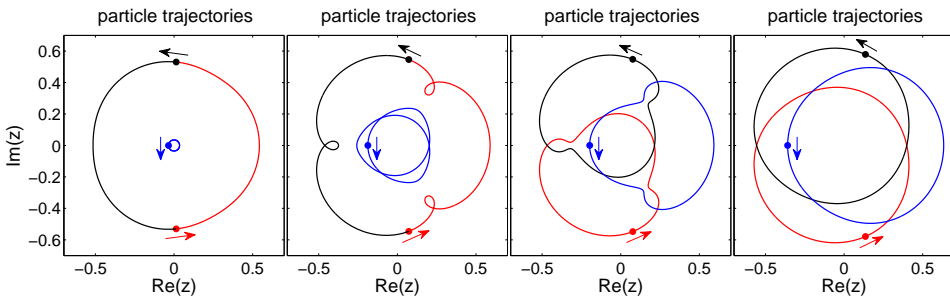 particle trajectories particle trajectories particle trajectories particle trajectories
0.6
0.4
0.2
0
−0.2
−0.4
−0.6
Im(z)
−0.5 0 0.5 −0.5 0 0.5 −0.5 0 0.5 −0.5 0 0.5
Re(z) Re(z) Re(z) Re(z)